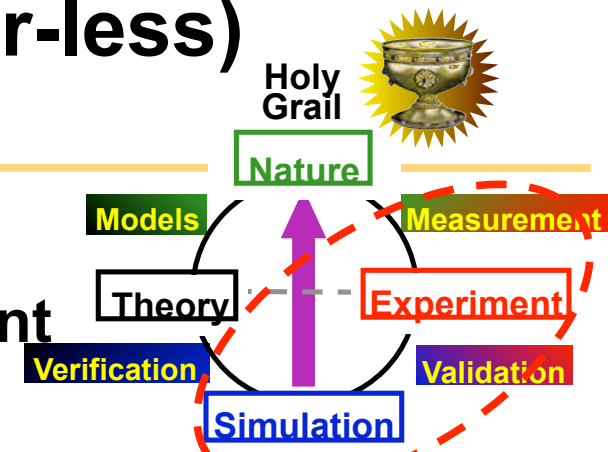 r-less)
Holy
Grail
Nature
Models
Measurement
Theory
Experiment
nt
Verification
Validation
Simulation